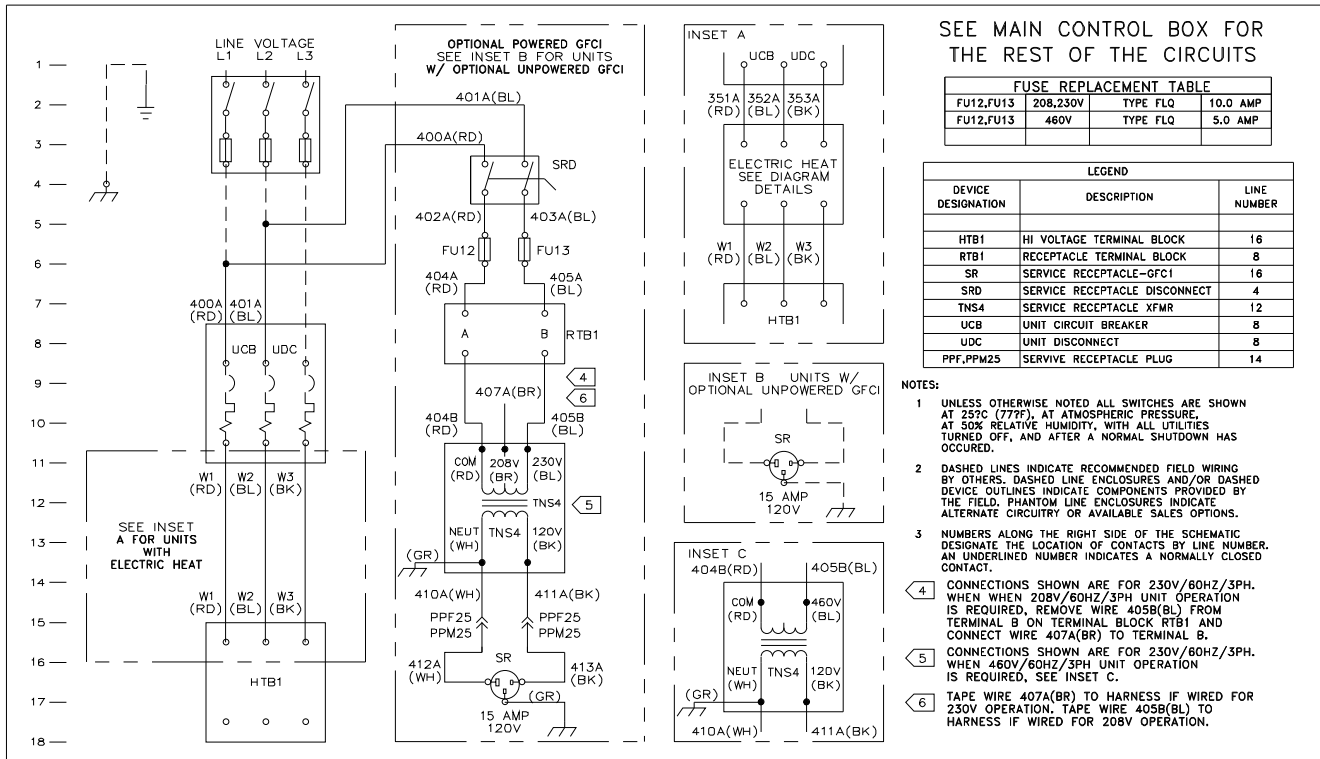 LINE VOLTAGE
L1 L2 L3
1
2
3
4
5
6
7
8
9
10
11
12
13
14
15
16
17
18
400A 401A
(RD) (BL)
UCB UDC
W1 W2 W3
(RD) (BL) (BK)
SEE INSET
A FOR UNITS
WITH
ELECTRIC HEAT
W1 W2 W3
(RD) (BL) (BK)
HTB1
OPTIONAL POWERED GFCI
SEE INSET B FOR UNITS
W/ OPTIONAL UNPOWERED GFCI
401A(BL)
400A(RD)
SRD
402A(RD) 403A(BL)
FU12 FU13
404A 405A
(RD) (BL)
A B RTB1
4
407A(BR)
6
404B 405B
(RD) (BL)
COM 208V 230V
(RD) (BR) (BL)
TNS4
5
NEUT TNS4 120V
(WH) (BK)
(GR)
410A(WH) 411A(BK)
PPF25 PPF25
PPM25 PPM25
412A SR 413A
(WH) (BK)
(GR)
15 AMP
120V
INSET A
UCB UDC
351A 352A 353A
(RD) (BL) (BK)
ELECTRIC HEAT
SEE DIAGRAM
DETAILS
W1 W2 W3
(RD) (BL) (BK)
HTB1
INSET B UNITS W/
OPTIONAL UNPOWERED GFCI
SR
15 AMP
120V
INSET C
404B(RD) 405B(BL)
COM 460V
(RD) (BL)
NEUT TNS4 120V
(WH) (BK)
(GR)
410A(WH) 411A(BK)
SEE MAIN CONTROL BOX FOR
THE REST OF THE CIRCUITS
FUSE REPLACEMENT TABLE
FU12,FU13 208,230V TYPE FLQ 10.0 AMP
FU12,FU13 460V TYPE FLQ 5.0 AMP
LEGEND
DEVICE DESIGNATION DESCRIPTION LINE NUMBER
HTB1 HI VOLTAGE TERMINAL BLOCK 16
RTB1 RECEPTACLE TERMINAL BLOCK 8
SR SERVICE RECEPTACLE-GFC1 16
SRD SERVICE RECEPTACLE DISCONNECT 4
TNS4 SERVICE RECEPTACLE XFMR 12
UCB UNIT CIRCUIT BREAKER 8
UDC UNIT DISCONNECT 8
PPF,PPM25 SERVIVE RECEPTACLE PLUG 14
NOTES:
1 UNLESS OTHERWISE NOTED ALL SWITCHES ARE SHOWN
AT 25?C (77?F), AT ATMOSPHERIC PRESSURE,
AT 50% RELATIVE HUMIDITY, WITH ALL UTILITIES
TURNED OFF, AND AFTER A NORMAL SHUTDOWN HAS
OCCURED.
2 DASHED LINES INDICATE RECOMMENDED FIELD WIRING
BY OTHERS. DASHED LINE ENCLOSURES AND/OR DASHED
DEVICE OUTLINES INDICATE COMPONENTS PROVIDED BY
THE FIELD. PHANTOM LINE ENCLOSURES INDICATE
ALTERNATE CIRCUITRY OR AVAILABLE SALES OPTIONS.
3 NUMBERS ALONG THE RIGHT SIDE OF THE SCHEMATIC
DESIGNATE THE LOCATION OF CONTACTS BY LINE NUMBER.
AN UNDERLINED NUMBER INDICATES A NORMALLY CLOSED
CONTACT.
4 CONNECTIONS SHOWN ARE FOR 230V/60HZ/3PH.
WHEN WHEN 208V/60HZ/3PH UNIT OPERATION
IS REQUIRED, REMOVE WIRE 405B(BL) FROM
TERMINAL B ON TERMINAL BLOCK RTB1 AND
CONNECT WIRE 407A(BR) TO TERMINAL B.
5 CONNECTIONS SHOWN ARE FOR 230V/60HZ/3PH.
WHEN 460V/60HZ/3PH UNIT OPERATION
IS REQUIRED, SEE INSET C.
6 TAPE WIRE 407A(BR) TO HARNESS IF WIRED FOR
230V OPERATION. TAPE WIRE 405B(BL) TO
HARNESS IF WIRED FOR 208V OPERATION.